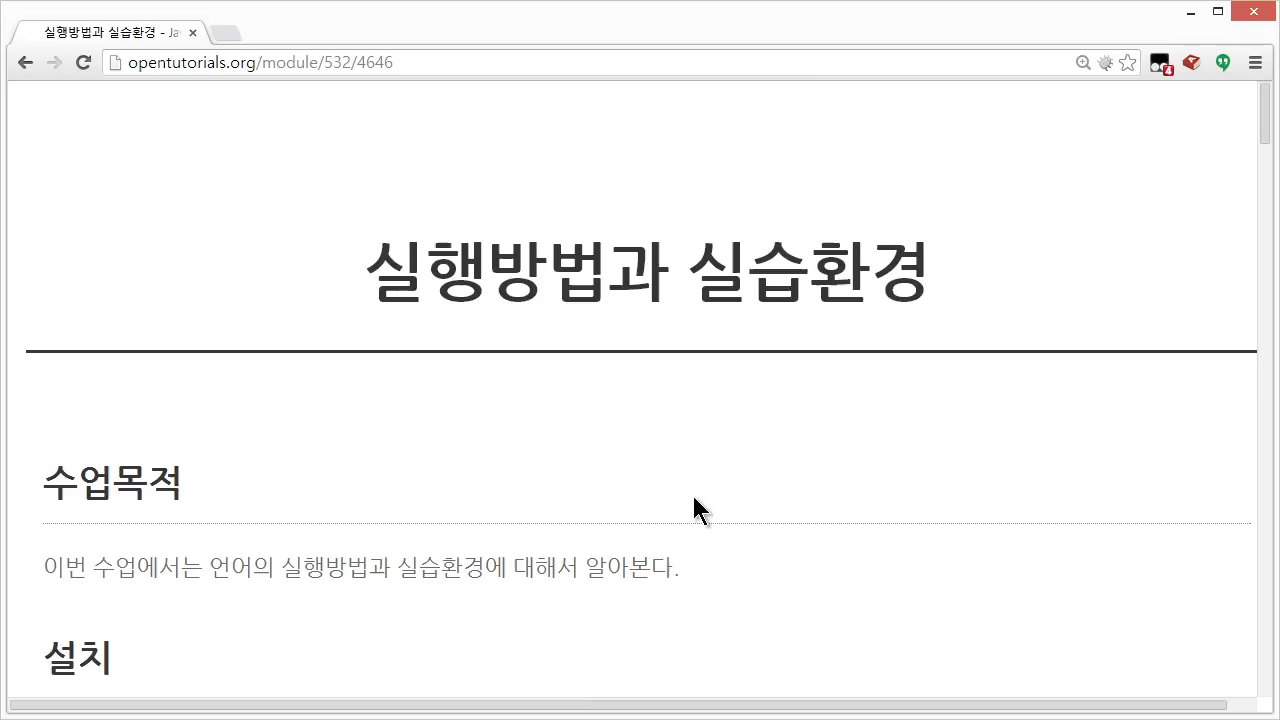 실행방법과 실습환경 - Ja
opentutorials.org/module/532/4646
4
실행방법과 실습환경
수업목적
이번 수업에서는 언어의 실행방법과 실습환경에 대해서 알아본다.
설치